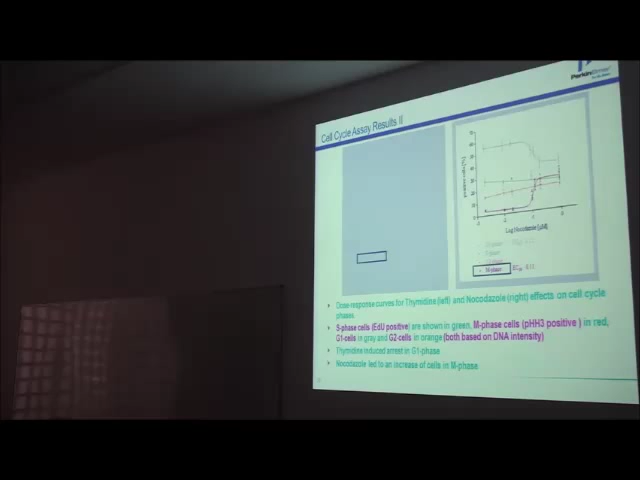 PerkinElmer
Cell Cycle Assay Results II
positive cells [%]
Log Nocodazole [µM]
M-phase
Dose-response curves for Thymidine (left) and Nocodazole (right) effects on cell cycle
phases.
S-phase cells (EdU positive) are shown in green, M-phase cells (pHH3 positive ) in red,
G1-cells in gray and G2-cells in orange (both based on DNA intensity)
Thymidine induced arrest in G1-phase
Nocodazole led to an increase of cells in M-phase